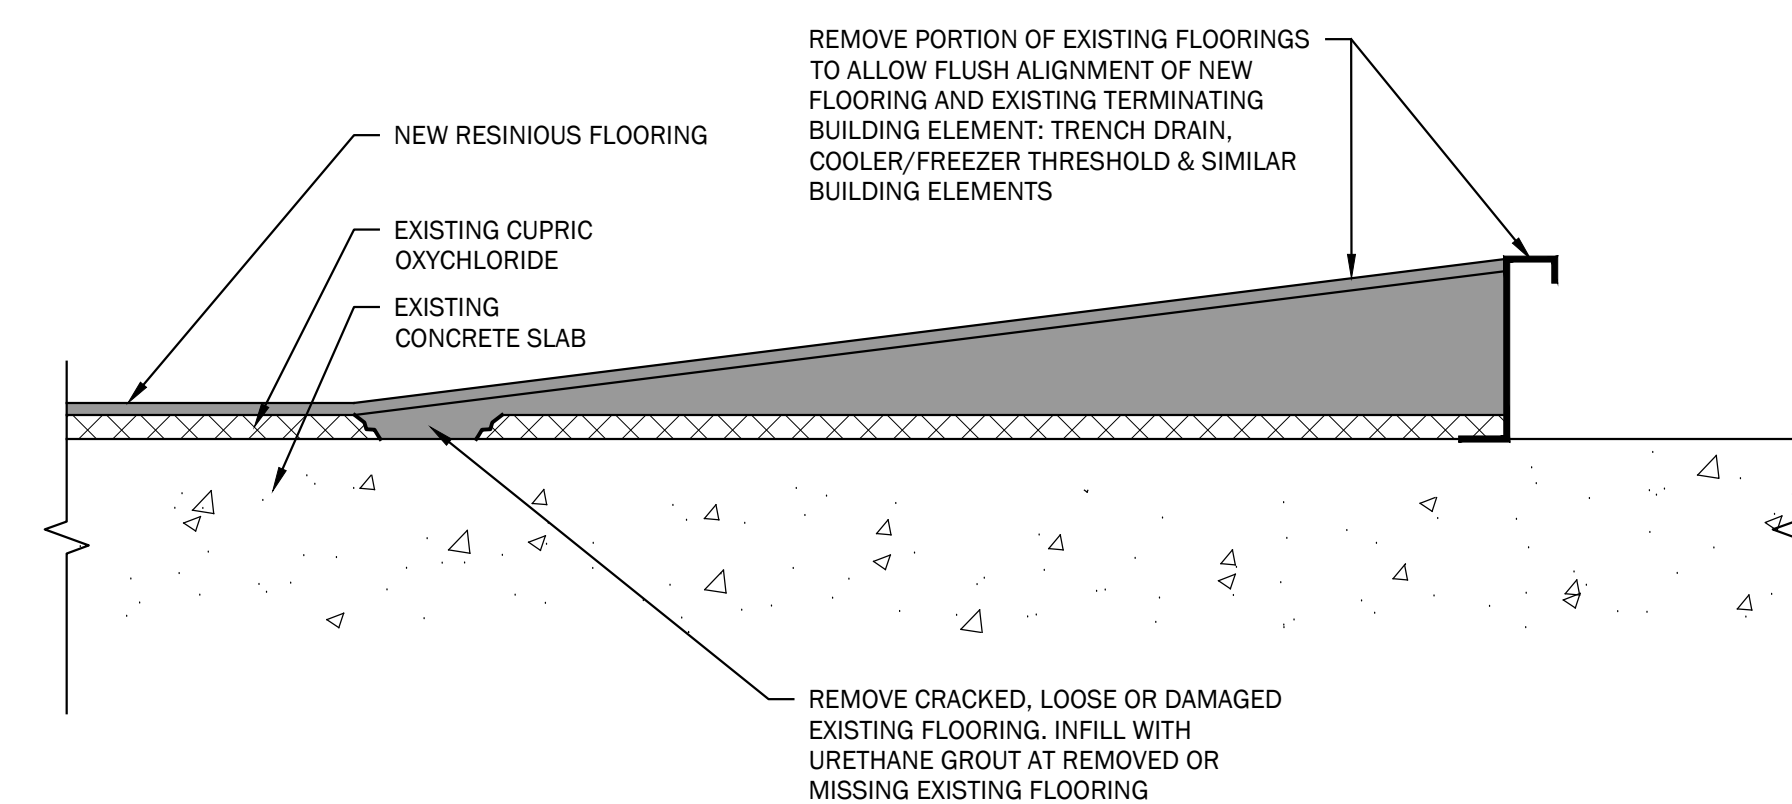 REMOVE PORTION OF EXISTING FLOORINGS
TO ALLOW FLUSH ALIGNMENT OF NEW
FLOORING AND EXISTING TERMINATING
BUILDING ELEMENT: TRENCH DRAIN,
COOLER/FREEZER THRESHOLD & SIMILAR
BUILDING ELEMENTS
NEW RESINIOUS FLOORING
EXISTING CUPRIC
OXYCHLORIDE
EXISTING
CONCRETE SLAB
REMOVE CRACKED, LOOSE OR DAMAGED
EXISTING FLOORING. INFILL WITH
URETHANE GROUT AT REMOVED OR
MISSING EXISTING FLOORING